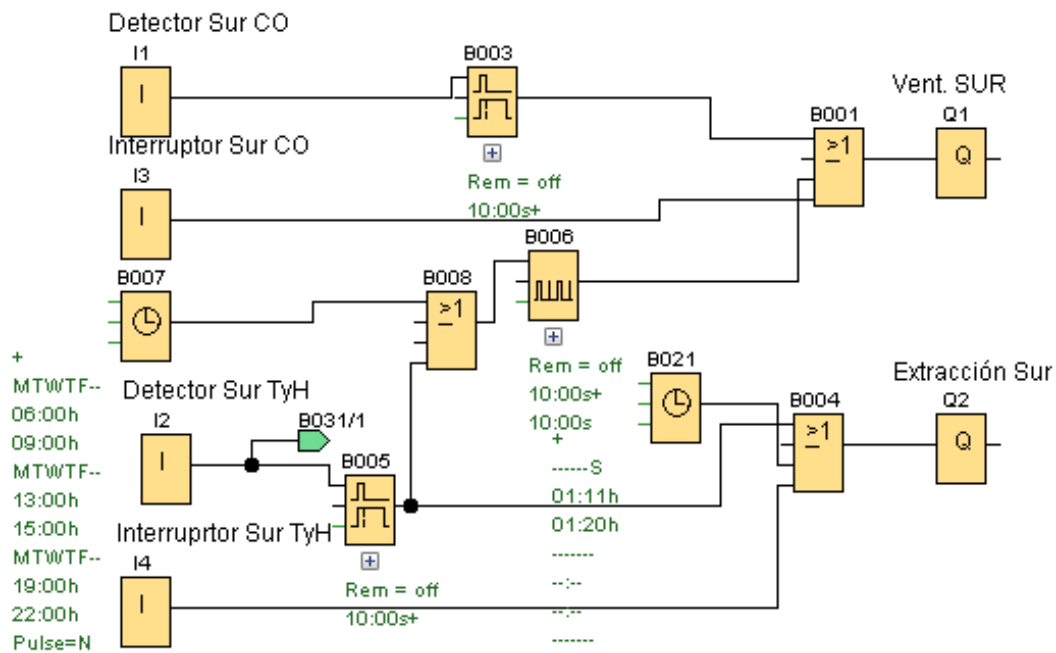 Detector Sur CO
I1
I
B003
Rem = off
10:00s+
Vent. SUR
B001
>1
Q1
Q
Interruptor Sur CO
I3
I
B006
Rem = off
10:00s+
10:00s
B007
B008
>1
+
MTWTF--
06:00h
09:00h
MTWTF--
13:00h
15:00h
MTWTF--
19:00h
22:00h
Pulse=N
Detector Sur TyH
I2
I
B031/1
B005
Rem = off
10:00s+
B021
+
------S
01:11h
01:20h
-------
--:--
--:--
-------
Extracción Sur
B004
>1
Q2
Q
Interruprtor Sur TyH
I4
I